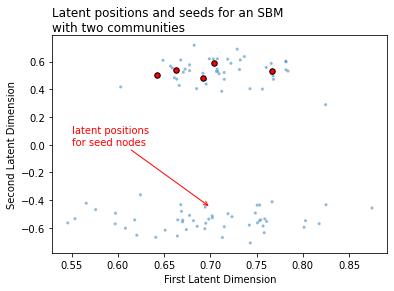 Latent positions and seeds for an SBM
with two communities
Second Latent Dimension
0.6
0.4
0.2
0.0
−0.2
−0.4
−0.6
latent positions
for seed nodes
0.55 0.60 0.65 0.70 0.75 0.80 0.85
First Latent Dimension